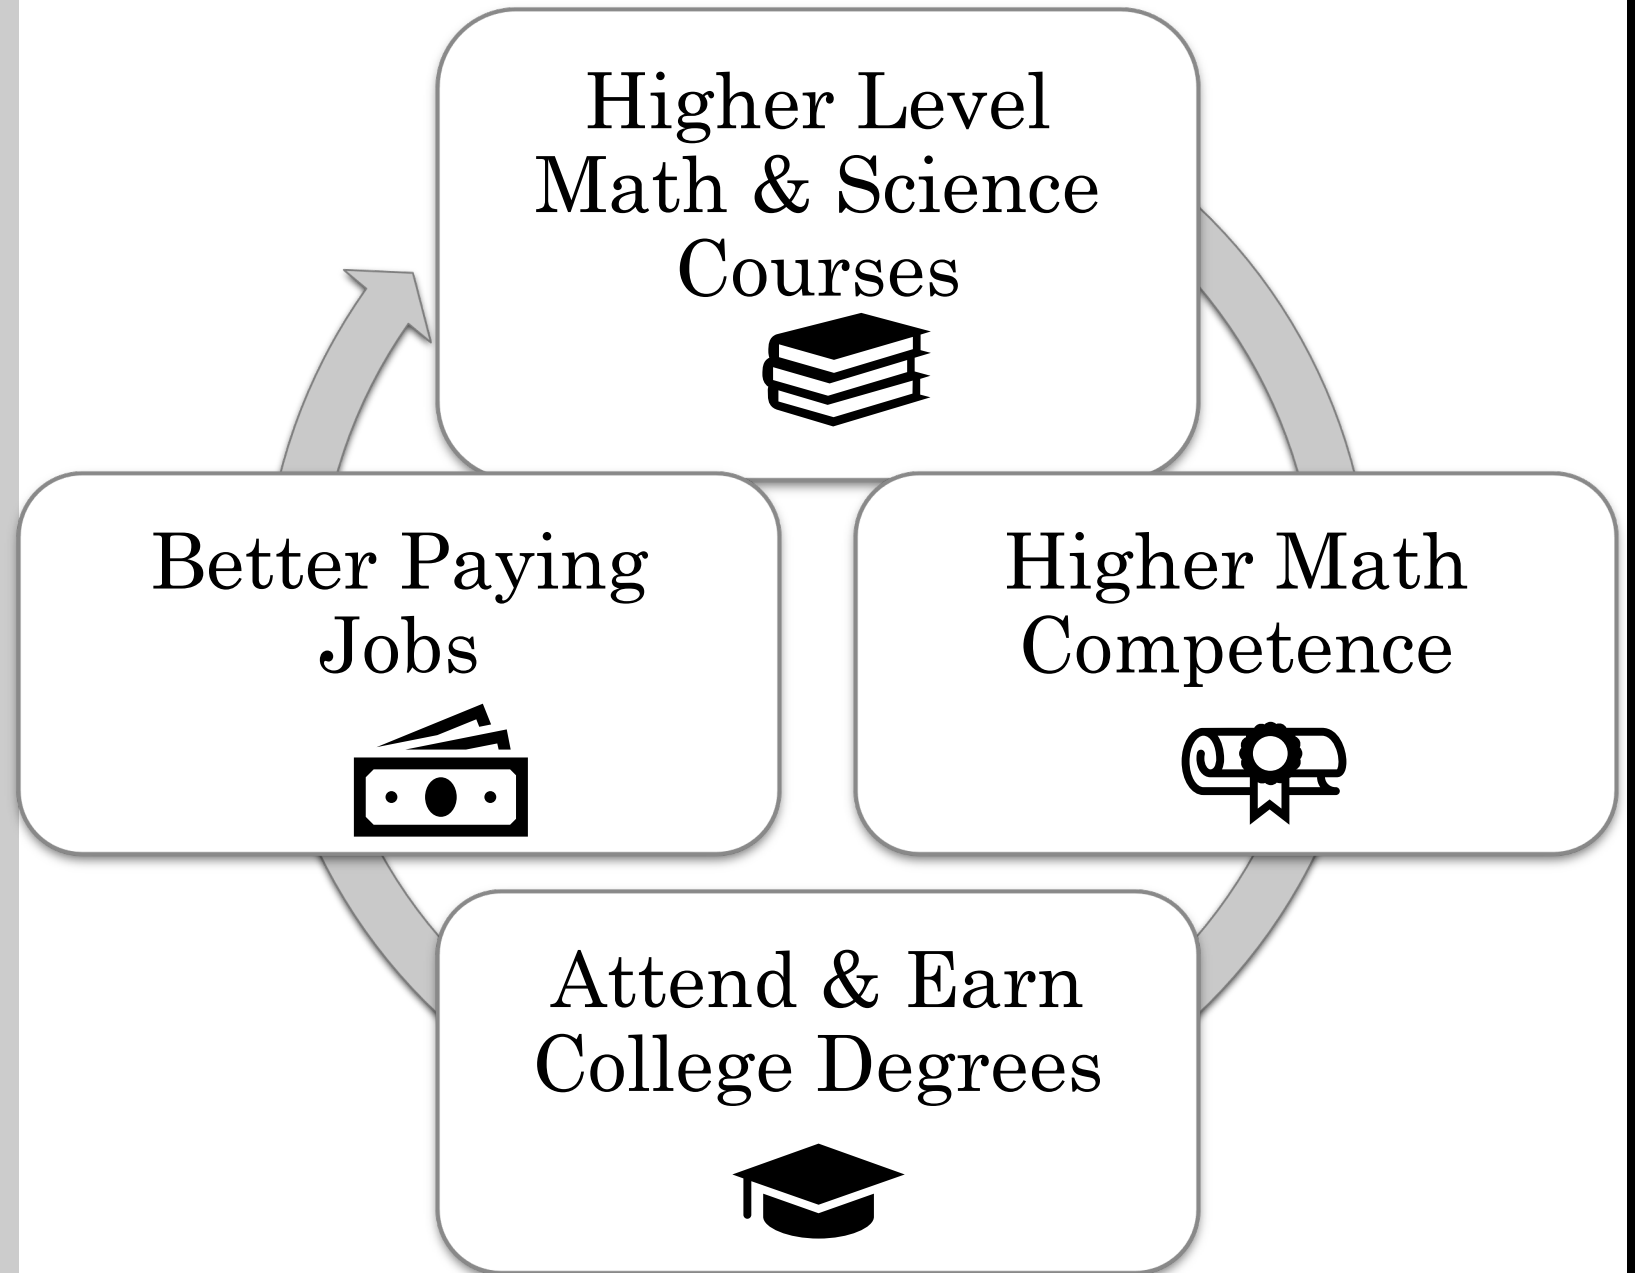 Higher Level
Math & Science
Courses
Better Paying
Jobs
Higher Math
Competence
Attend & Earn
College Degrees